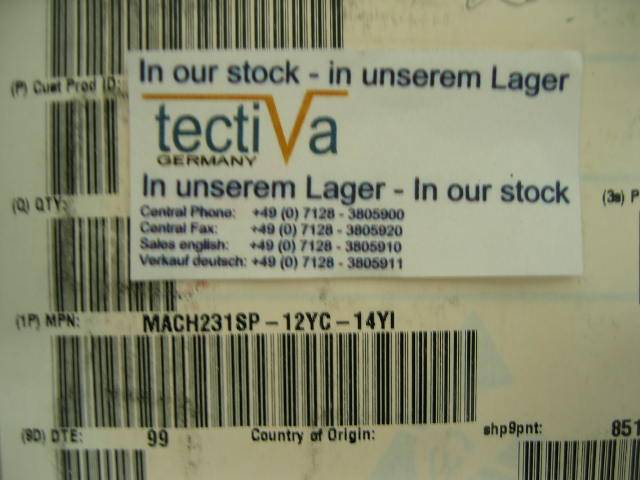 In our stock - in unserem Lager
(P) Cust Prod ID:
tectiVa
GERMANY
In unserem Lager - In our stock
(Q) QTY:
(3s) P
Central Phone: +49 (0) 7128 - 3805900
Central Fax: +49 (0) 7128 - 3805920
Sales english: +49 (0) 7128 - 3805910
Verkauf deutsch: +49 (0) 7128 - 3805911
(1P) MPN: MACH231SP-12YC-14YI
(9D) DTE: 99 Country of Origin: shp9pnt: 851